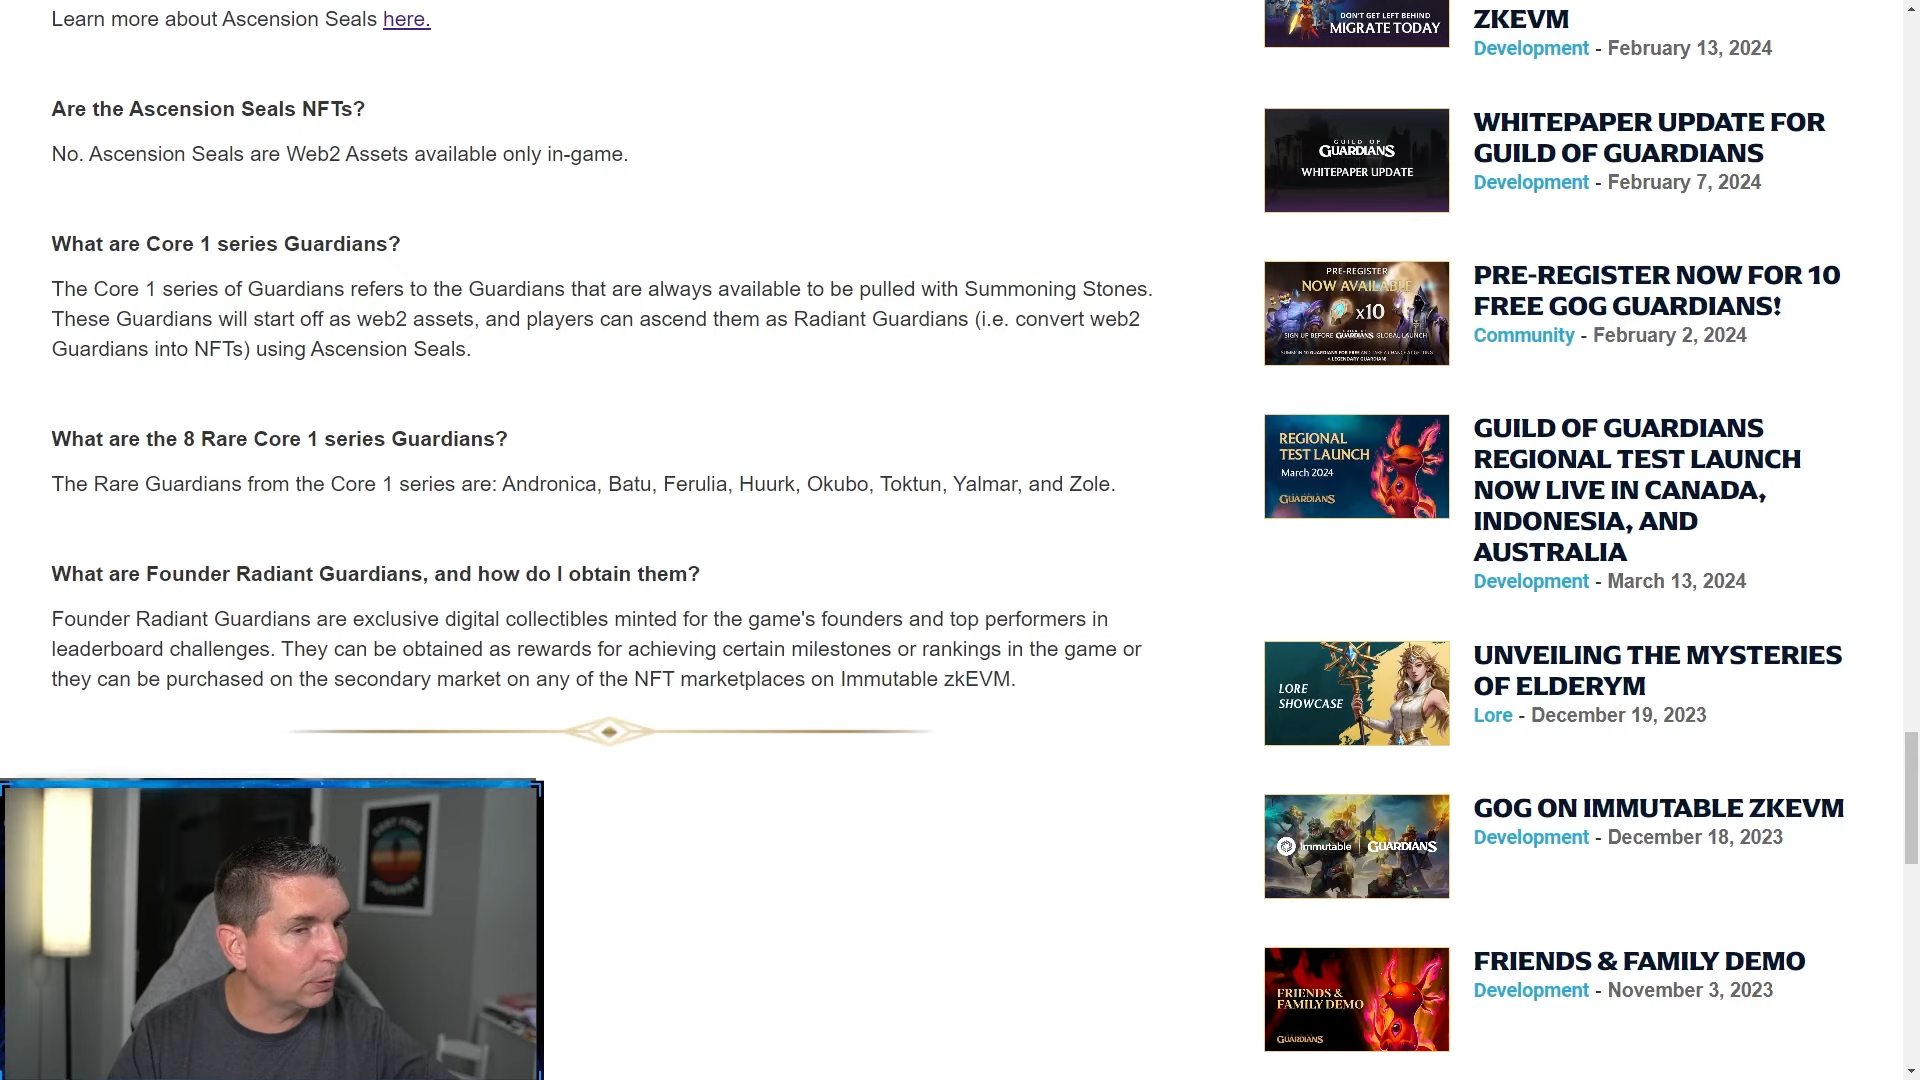 Learn more about Ascension Seals here.
Are the Ascension Seals NFTs?
No. Ascension Seals are Web2 Assets available only in-game.
What are Core 1 series Guardians?
The Core 1 series of Guardians refers to the Guardians that are always available to be pulled with Summoning Stones.
These Guardians will start off as web2 assets, and players can ascend them as Radiant Guardians (i.e. convert web2
Guardians into NFTs) using Ascension Seals.
What are the 8 Rare Core 1 series Guardians?
The Rare Guardians from the Core 1 series are: Andronica, Batu, Ferulia, Huurk, Okubo, Toktun, Yalmar, and Zole.
What are Founder Radiant Guardians, and how do I obtain them?
Founder Radiant Guardians are exclusive digital collectibles minted for the game's founders and top performers in
leaderboard challenges. They can be obtained as rewards for achieving certain milestones or rankings in the game or
they can be purchased on the secondary market on any of the NFT marketplaces on Immutable zkEVM.
JOURNEY
DON'T GET LEFT BEHIND
MIGRATE TODAY
ZKEVM
Development - February 13, 2024
GUILD OF
GUARDIANS
WHITEPAPER UPDATE
WHITEPAPER UPDATE FOR
GUILD OF GUARDIANS
Development - February 7, 2024
PRE-REGISTER
NOW AVAILABLE
x10
SIGN UP BEFORE GUARDIANS GLOBAL LAUNCH
PRE-REGISTER NOW FOR 10
FREE GOG GUARDIANS!
Community - February 2, 2024
REGIONAL
TEST LAUNCH
March 2024
GUARDIANS
GUILD OF GUARDIANS
REGIONAL TEST LAUNCH
NOW LIVE IN CANADA,
INDONESIA, AND
AUSTRALIA
Development - March 13, 2024
LORE
SHOWCASE
UNVEILING THE MYSTERIES
OF ELDERYM
Lore - December 19, 2023
immutable | GUARDIANS
GOG ON IMMUTABLE ZKEVM
Development - December 18, 2023
FRIENDS &
FAMILY DEMO
GUARDIANS
FRIENDS & FAMILY DEMO
Development - November 3, 2023